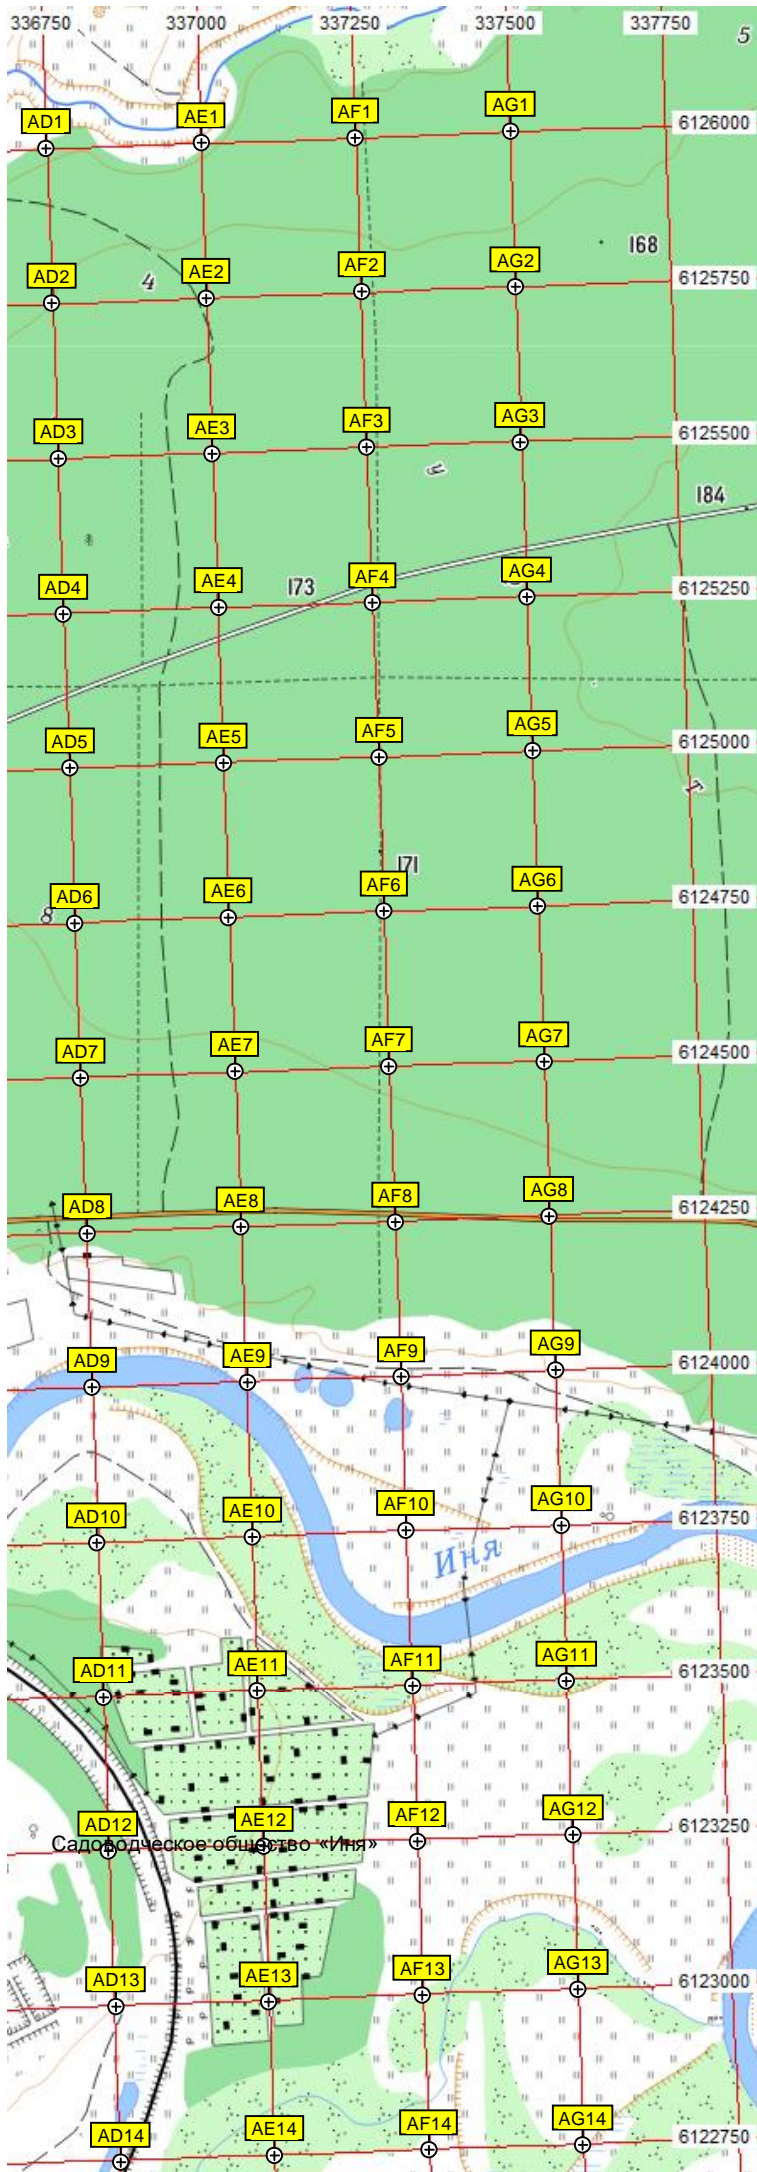 336750 337000 337250 337500 337750
5
AD1 AE1 AF1 AG1 6126000
168
AD2 4 AE2 AF2 AG2 6125750
AD3 AE3 AF3 AG3 6125500
у
184
AD4 AE4 173 AF4 AG4 6125250
AD5 AE5 AF5 AG5 6125000
т
171
AD6 AE6 AF6 AG6 6124750
8
AD7 AE7 AF7 AG7 6124500
AD8 AE8 AF8 AG8 6124250
AD9 AE9 AF9 AG9 6124000
AD10 AE10 AF10 AG10 6123750
Иня
AD11 AE11 AF11 AG11 6123500
AD12 AE12 AF12 AG12 6123250
Садоводческое общество «Иня»
AD13 AE13 AF13 AG13 6123000
AD14 AE14 AF14 AG14 6122750